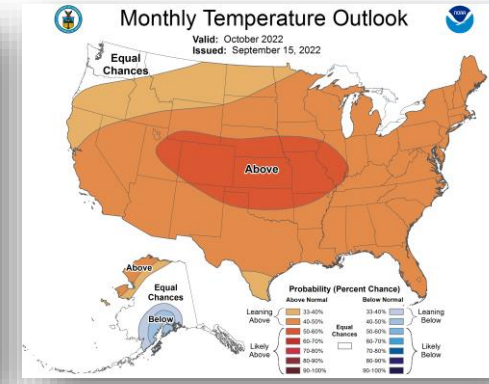 Monthly Temperature Outlook
noaa
Valid: October 2022
Issued: September 15, 2022
Equal
Chances
Above
Above
Equal
Chances
Below
Probability (Percent Chance)
Above Normal
Below Normal
Leaning
Above
Likely
Above
33-40%
40-50%
50-60%
60-70%
70-80%
80-90%
90-100%
Equal
Chances
33-40%
40-50%
50-60%
60-70%
70-80%
80-90%
90-100%
Leaning
Below
Likely
Below